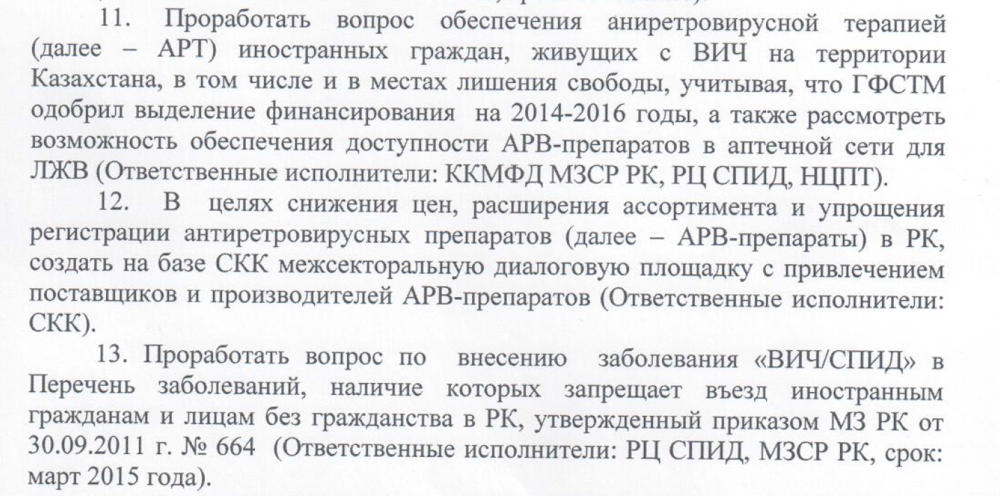 11. Проработать вопрос обеспечения аниретровирусной терапией
(далее – АРТ) иностранных граждан, живущих с ВИЧ на территории
Казахстана, в том числе и в местах лишения свободы, учитывая, что ГФСТМ
одобрил выделение финансирования на 2014-2016 годы, а также рассмотреть
возможность обеспечения доступности АРВ-препаратов в аптечной сети для
ЛЖВ (Ответственные исполнители: ККМФД МЗСР РК, РЦ СПИД, НЦПТ).
12. В целях снижения цен, расширения ассортимента и упрощения
регистрации антиретровирусных препаратов (далее – АРВ-препараты) в РК,
создать на базе СКК межсекторальную диалоговую площадку с привлечением
поставщиков и производителей АРВ-препаратов (Ответственные исполнители:
СКК).
13. Проработать вопрос по внесению заболевания «ВИЧ/СПИД» в
Перечень заболеваний, наличие которых запрещает въезд иностранным
гражданам и лицам без гражданства в РК, утвержденный приказом МЗ РК от
30.09.2011 г. № 664 (Ответственные исполнители: РЦ СПИД, МЗСР РК, срок:
март 2015 года).